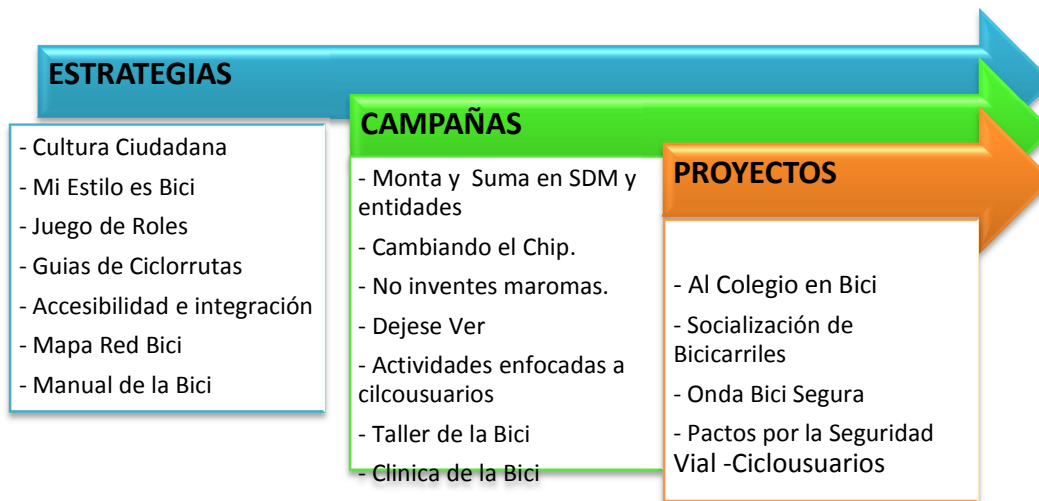 ESTRATEGIAS
- Cultura Ciudadana
- Mi Estilo es Bici
- Juego de Roles
- Guias de Ciclorrutas
- Accesibilidad e integración
- Mapa Red Bici
- Manual de la Bici
CAMPAÑAS
- Monta y Suma en SDM y
entidades
- Cambiando el Chip.
- No inventes maromas.
- Dejese Ver
- Actividades enfocadas a
cilcousuarios
- Taller de la Bici
- Clinica de la Bici
PROYECTOS
- Al Colegio en Bici
- Socialización de
Bicicarriles
- Onda Bici Segura
- Pactos por la Seguridad
Vial -Ciclousuarios